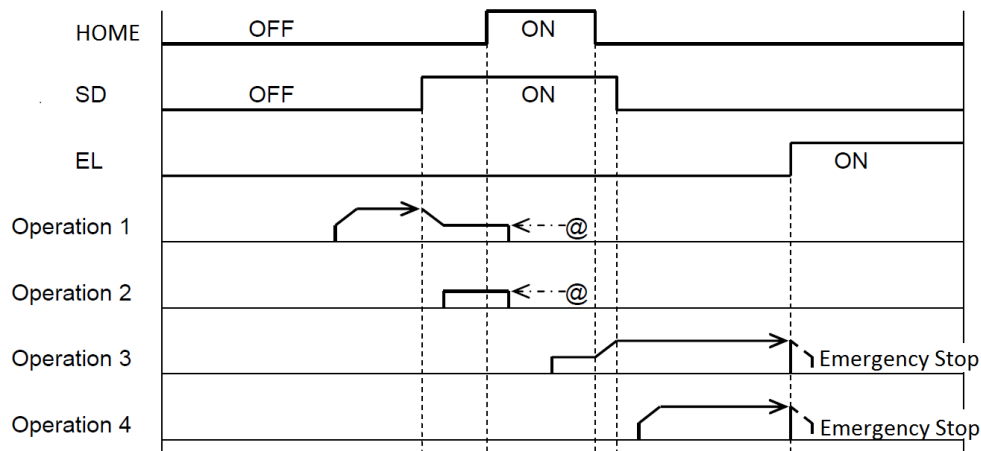 HOME OFF ON
SD OFF ON
EL ON
Operation 1 @
Operation 2 @
Operation 3 Emergency Stop
Operation 4 Emergency Stop